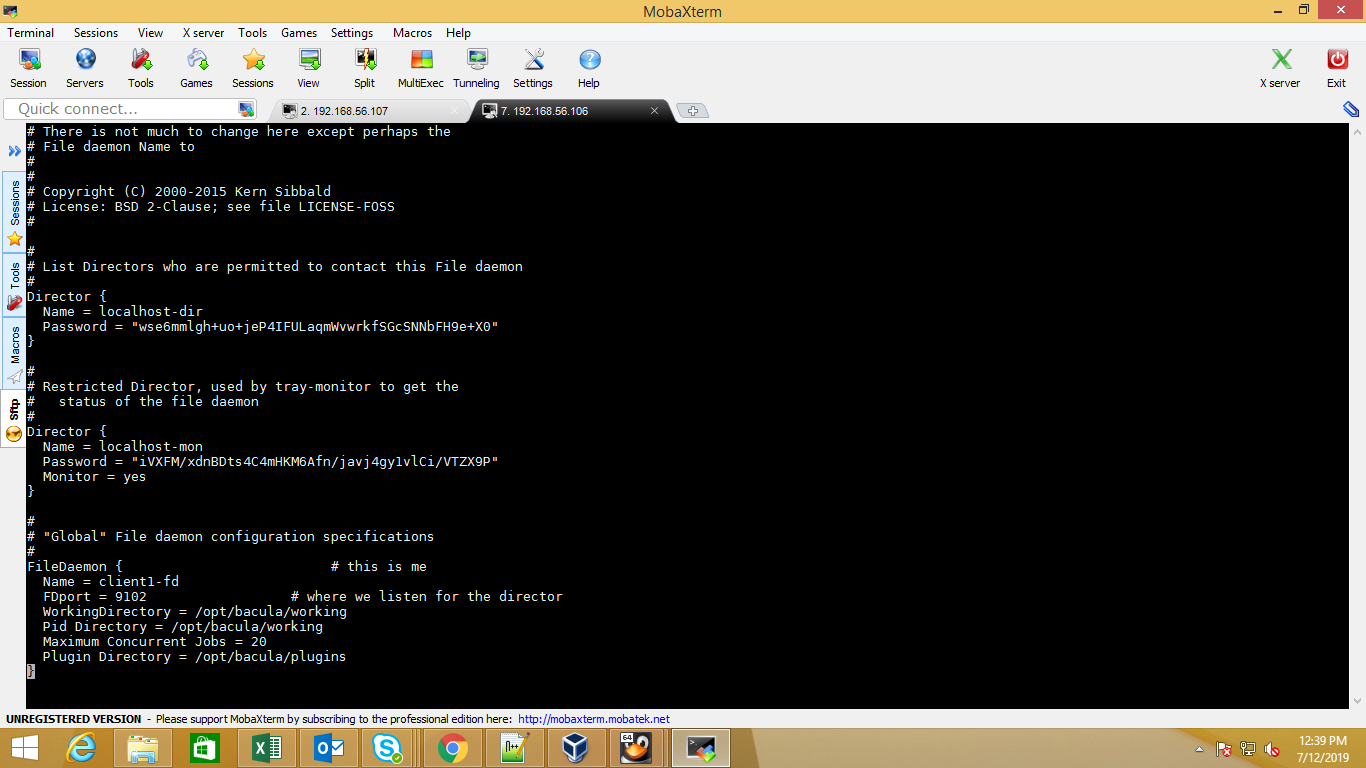 MobaXterm
Terminal Sessions View X server Tools Games Settings Macros Help
Session Servers Tools Games Sessions View Split MultiExec Tunneling Settings Help X server Exit
Quick connect...
2. 192.168.56.107
7. 192.168.56.106
Sessions
Tools
Macros
Sftp
# There is not much to change here except perhaps the
# File daemon Name to
#
#
# Copyright (C) 2000-2015 Kern Sibbald
# License: BSD 2-Clause; see file LICENSE-FOSS
#
#
# List Directors who are permitted to contact this File daemon
#
Director {
  Name = localhost-dir
  Password = "wse6mmlgh+uo+jeP4IFULaqmWvwrkfSGcSNNbFH9e+X0"
}
#
# Restricted Director, used by tray-monitor to get the
#   status of the file daemon
#
Director {
  Name = localhost-mon
  Password = "iVXFM/xdnBDts4C4mHKM6Afn/javj4gy1vlCi/VTZX9P"
  Monitor = yes
}
#
# "Global" File daemon configuration specifications
#
FileDaemon {                          # this is me
  Name = client1-fd
  FDport = 9102                  # where we listen for the director
  WorkingDirectory = /opt/bacula/working
  Pid Directory = /opt/bacula/working
  Maximum Concurrent Jobs = 20
  Plugin Directory = /opt/bacula/plugins
}
UNREGISTERED VERSION - Please support MobaXterm by subscribing to the professional edition here: http://mobaxterm.mobatek.net
64
12:39 PM
7/12/2019